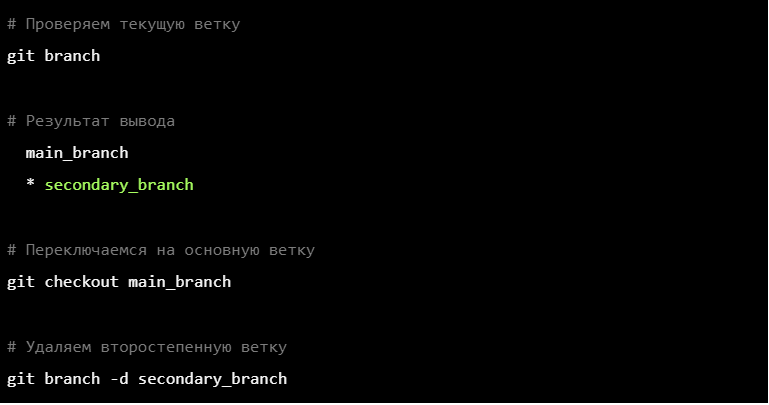 # Проверяем текущую ветку
git branch
# Результат вывода
main_branch
* secondary_branch
# Переключаемся на основную ветку
git checkout main_branch
# Удаляем второстепенную ветку
git branch -d secondary_branch